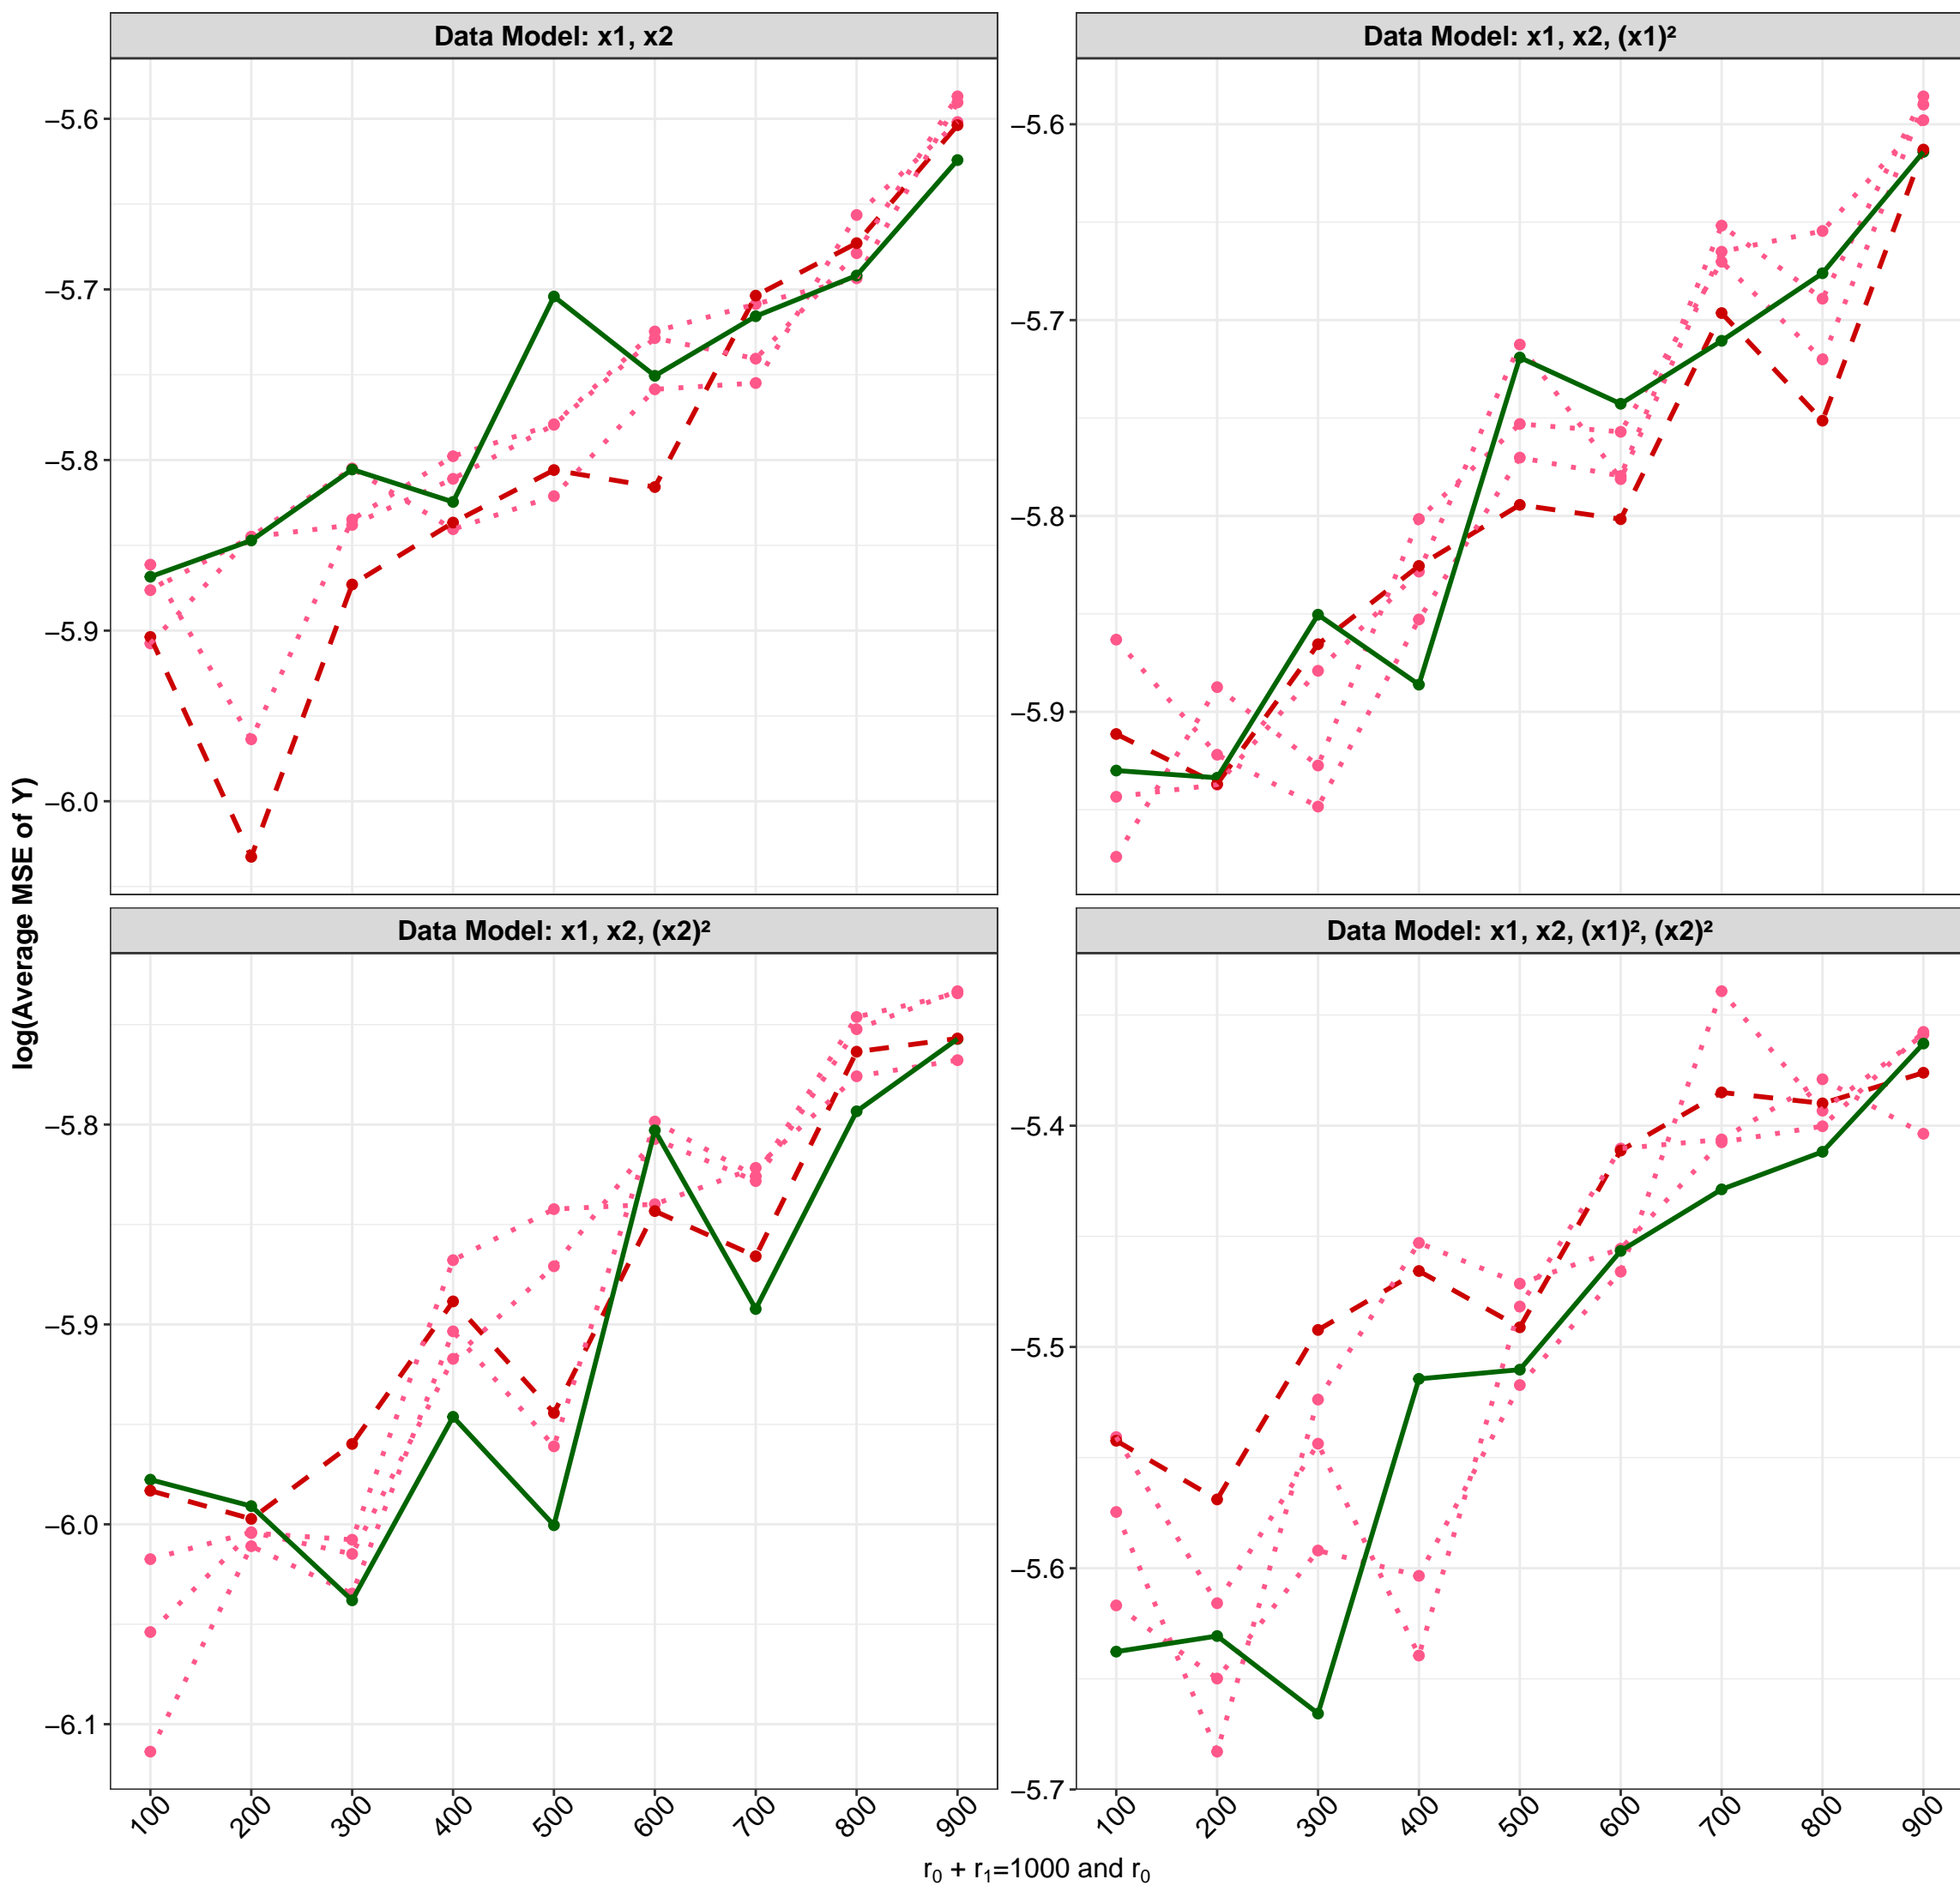 Data Model: x1, x2
Data Model: x1, x2, (x1)²
−5.6
−5.7
−5.8
−5.9
−6.0
−5.6
−5.7
−5.8
−5.9
log(Average MSE of Y)
Data Model: x1, x2, (x2)²
Data Model: x1, x2, (x1)², (x2)²
−5.8
−5.9
−6.0
−6.1
−5.4
−5.5
−5.6
−5.7
100 200 300 400 500 600 700 800 900
100 200 300 400 500 600 700 800 900
r₀ + r₁=1000 and r₀